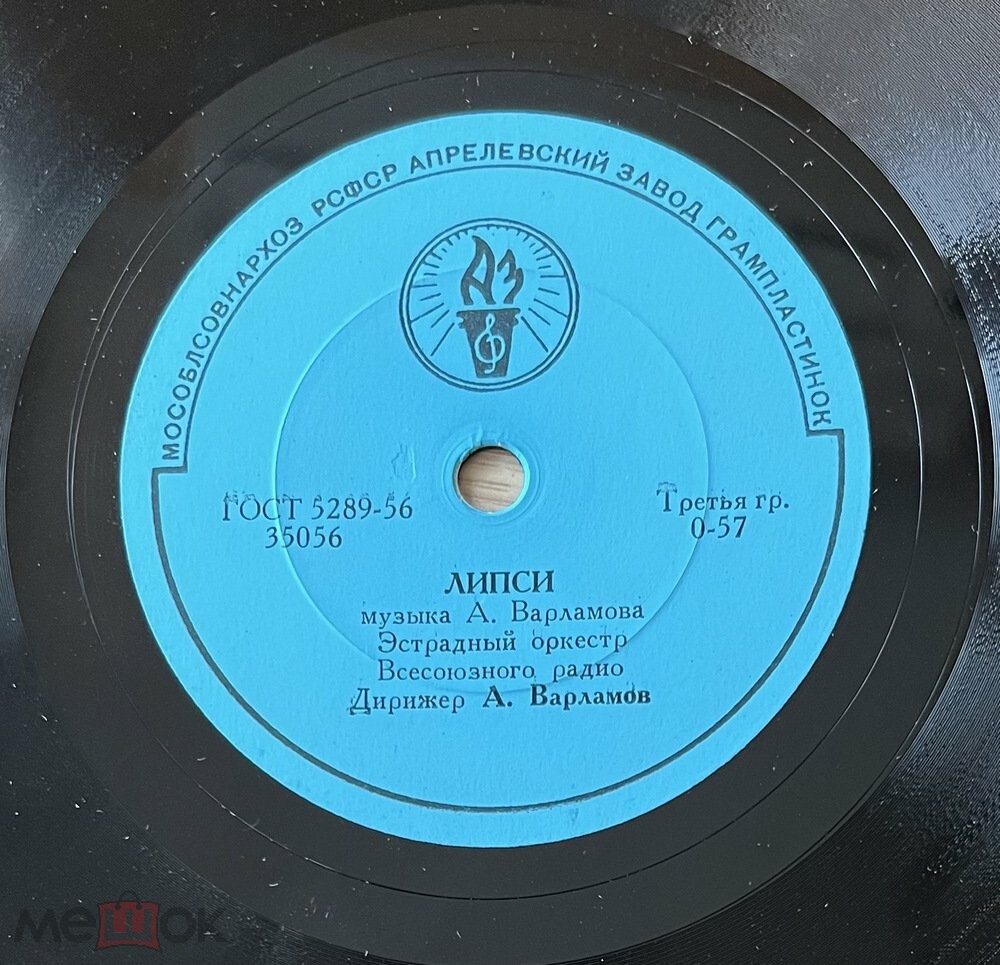 МОСОБЛСОВНАРХОЗ РСФСР АПРЕЛЕВСКИЙ ЗАВОД ГРАМПЛАСТИНОК
АЗ
ГОСТ 5289-56
35056
Третья гр.
0-57
ЛИПСИ
музыка А. Варламова
Эстрадный оркестр
Всесоюзного радио
Дирижер А. Варламов
мешок